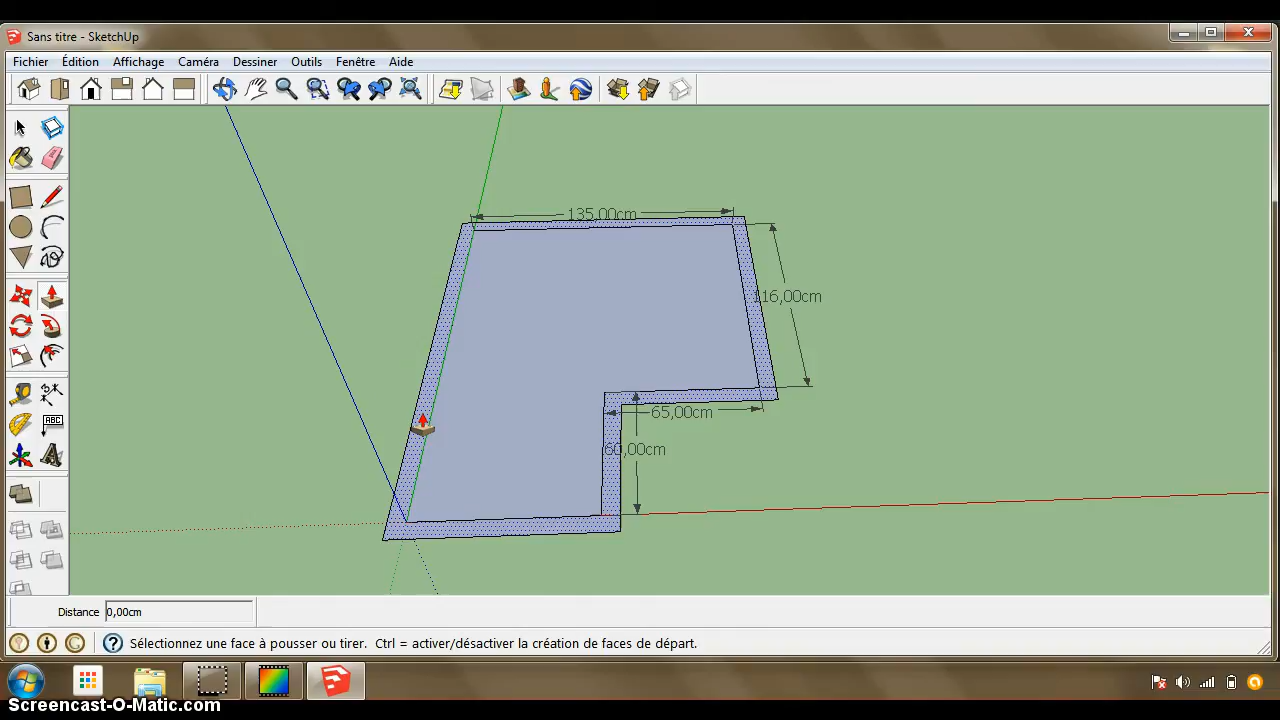 Sans titre - SketchUp
Fichier Édition Affichage Caméra Dessiner Outils Fenêtre Aide
135,00cm
116,00cm
65,00cm
60,00cm
ABC
Distance 0,00cm
Sélectionnez une face à pousser ou tirer. Ctrl = activer/désactiver la création de faces de départ.
Screencast-O-Matic.com